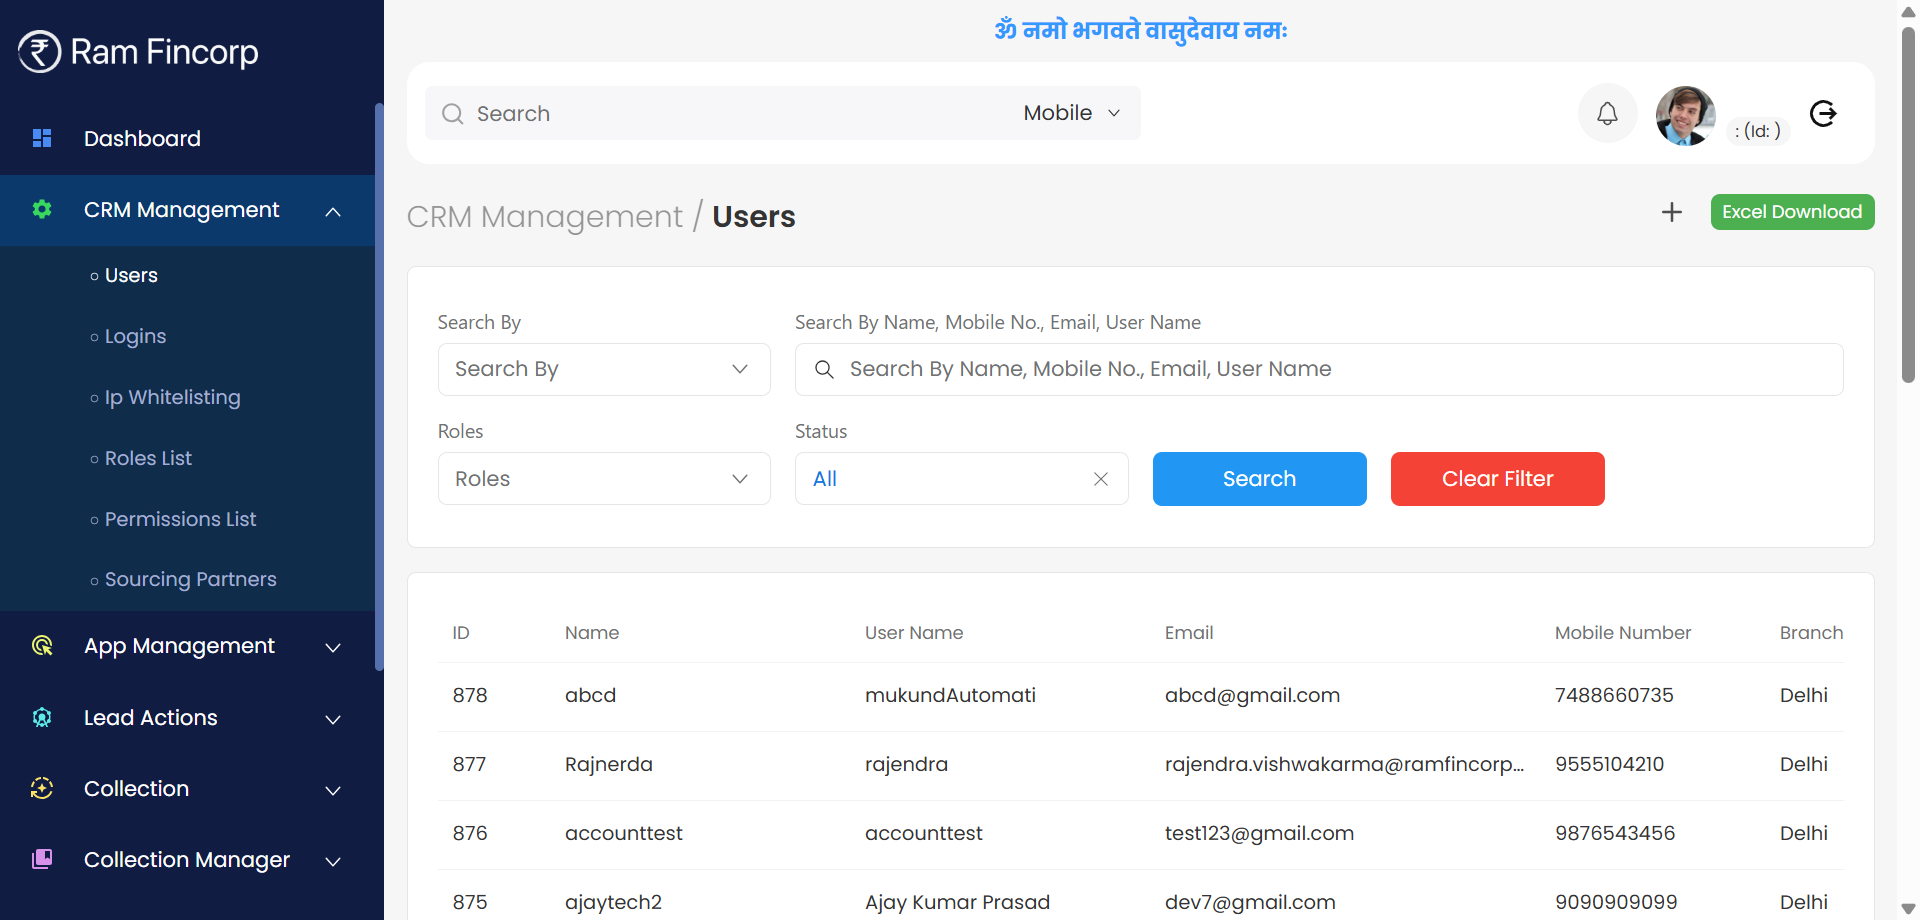 Ram Fincorp
Dashboard
CRM Management
Users
Logins
Ip Whitelisting
Roles List
Permissions List
Sourcing Partners
App Management
Lead Actions
Collection
Collection Manager
ॐ नमो भगवते वासुदेवाय नमः
Search Mobile
: (Id: )
CRM Management / Users
Excel Download
Search By Search By Name, Mobile No., Email, User Name
Search By Search By Name, Mobile No., Email, User Name
Roles Status
Roles All Search Clear Filter
ID Name User Name Email Mobile Number Branch
878 abcd mukundAutomati abcd@gmail.com 7488660735 Delhi
877 Rajnerda rajendra rajendra.vishwakarma@ramfincorp... 9555104210 Delhi
876 accounttest accounttest test123@gmail.com 9876543456 Delhi
875 ajaytech2 Ajay Kumar Prasad dev7@gmail.com 9090909099 Delhi